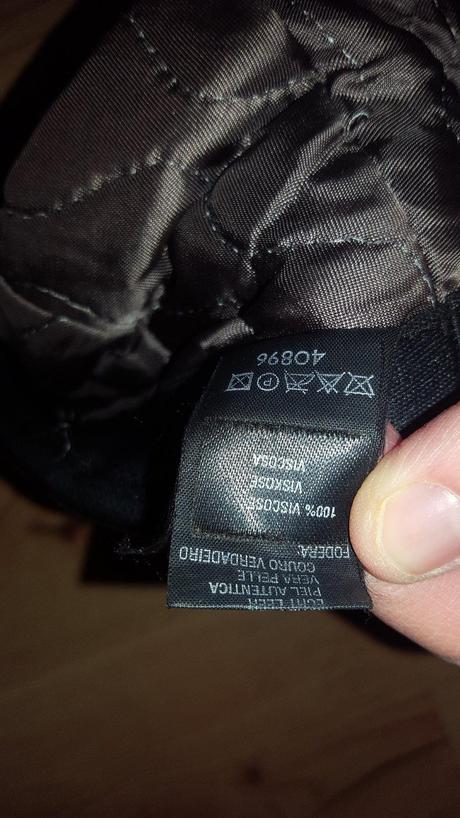 ECHT LEER
PIEL AUTENTICA
VERA PELLE
COURO VERDADEIRO
FODERA:
100% VISCOSE
VISKOSE
VISCOSA
P
40896